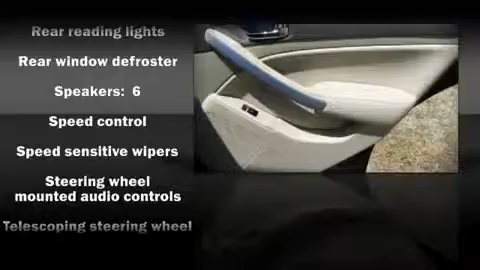 Rear reading lights
Rear window defroster
Speakers: 6
Speed control
Speed sensitive wipers
Steering wheel
mounted audio controls
Telescoping steering wheel